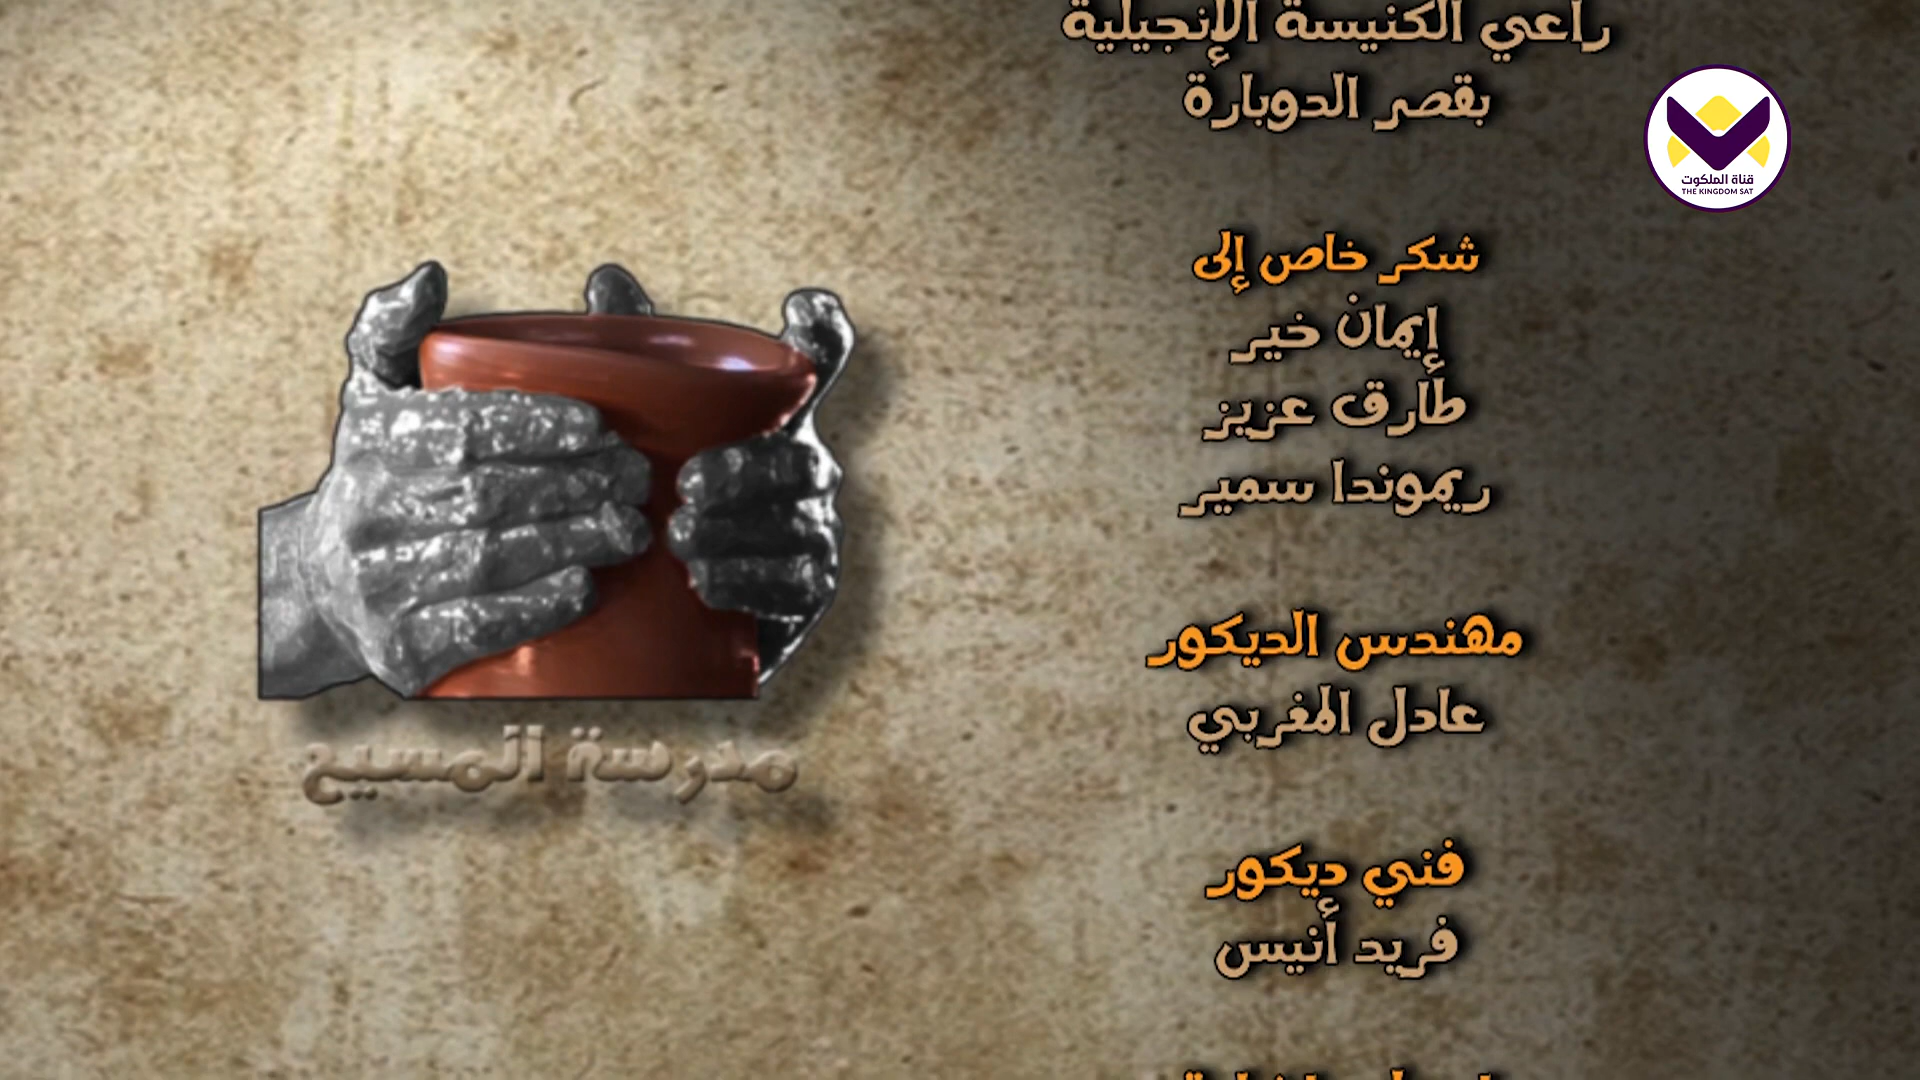 راعي الكنيسة الإنجيلية
بقصر الدوبارة
قناة الملكوت
THE KINGDOM SAT
شكر خاص إلى
إيمان خير
طارق عزيز
ريموندا سمير
مهندس الديكور
عادل المغربي
مدرسة المسيح
فني ديكور
فريد أنيس